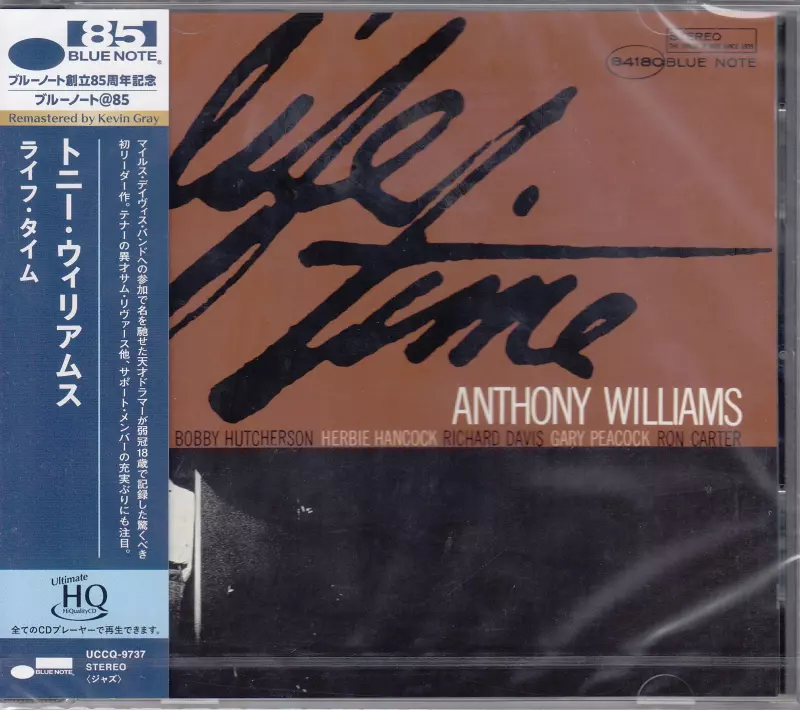 85
BLUE NOTE®
ブルーノート創立85周年記念
ブルーノート@85
Remastered by Kevin Gray
トニー・ウィリアムス
ライフ・タイム
マイルス・デイヴィス・バンドへの参加で名を馳せた天才ドラマーが弱冠18歳で記録した驚くべき
初リーダー作。テナーの異才サム・リヴァース他、サポート・メンバーの充実ぶりにも注目。
Ultimate
HQ
HiQualityCD
全てのCDプレーヤーで再生できます。
BLUE NOTE
UCCQ-9737
STEREO
〈ジャズ〉
STEREO
84180 BLUE NOTE
life
time
ANTHONY WILLIAMS
BOBBY HUTCHERSON HERBIE HANCOCK RICHARD DAVIS GARY PEACOCK RON CARTER